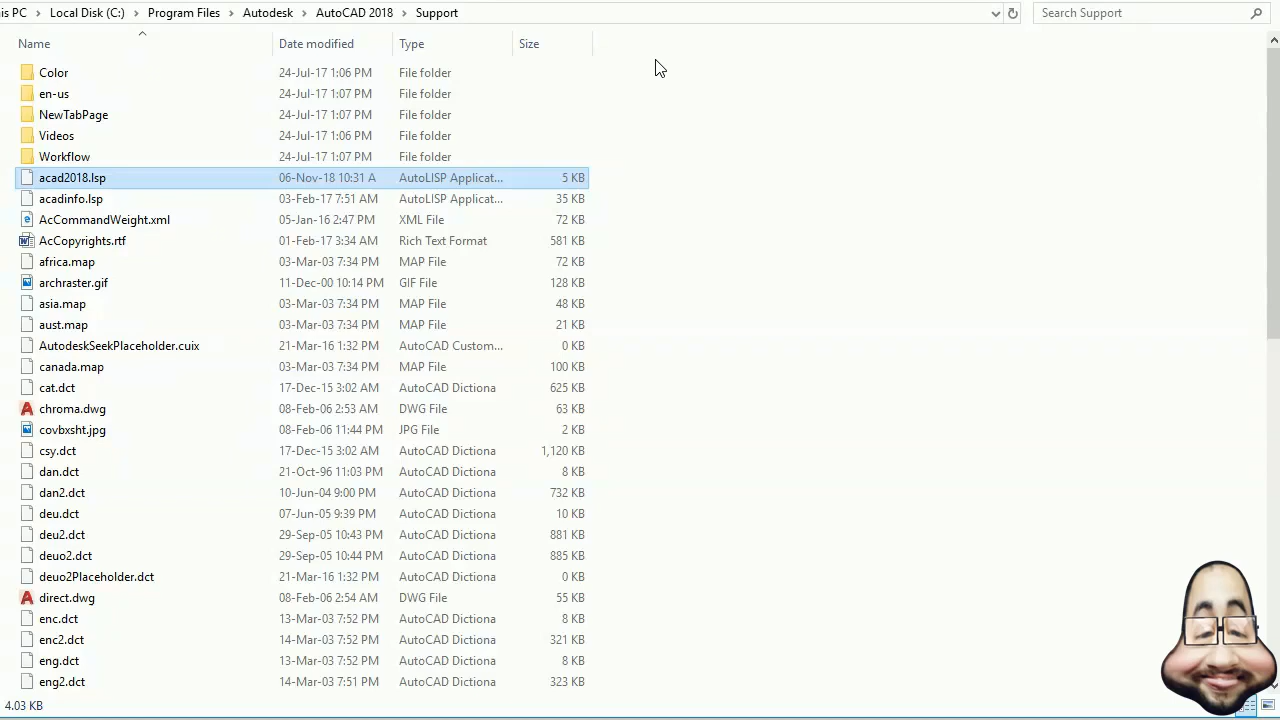 is PC > Local Disk (C:) > Program Files > Autodesk > AutoCAD 2018 > Support
Search Support
Name Date modified Type Size
Color 24-Jul-17 1:06 PM File folder
en-us 24-Jul-17 1:07 PM File folder
NewTabPage 24-Jul-17 1:07 PM File folder
Videos 24-Jul-17 1:06 PM File folder
Workflow 24-Jul-17 1:07 PM File folder
acad2018.lsp 06-Nov-18 10:31 A AutoLISP Applicat... 5 KB
acadinfo.lsp 03-Feb-17 7:51 AM AutoLISP Applicat... 35 KB
AcCommandWeight.xml 05-Jan-16 2:47 PM XML File 72 KB
AcCopyrights.rtf 01-Feb-17 3:34 AM Rich Text Format 581 KB
africa.map 03-Mar-03 7:34 PM MAP File 72 KB
archraster.gif 11-Dec-00 10:14 PM GIF File 128 KB
asia.map 03-Mar-03 7:34 PM MAP File 48 KB
aust.map 03-Mar-03 7:34 PM MAP File 21 KB
AutodeskSeekPlaceholder.cuix 21-Mar-16 1:32 PM AutoCAD Custom... 0 KB
canada.map 03-Mar-03 7:34 PM MAP File 100 KB
cat.dct 17-Dec-15 3:02 AM AutoCAD Dictiona 625 KB
chroma.dwg 08-Feb-06 2:53 AM DWG File 63 KB
covbxsht.jpg 08-Feb-06 11:44 PM JPG File 2 KB
csy.dct 17-Dec-15 3:02 AM AutoCAD Dictiona 1,120 KB
dan.dct 21-Oct-96 11:03 PM AutoCAD Dictiona 8 KB
dan2.dct 10-Jun-04 9:00 PM AutoCAD Dictiona 732 KB
deu.dct 07-Jun-05 9:39 PM AutoCAD Dictiona 10 KB
deu2.dct 29-Sep-05 10:43 PM AutoCAD Dictiona 881 KB
deuo2.dct 29-Sep-05 10:44 PM AutoCAD Dictiona 885 KB
deuo2Placeholder.dct 21-Mar-16 1:32 PM AutoCAD Dictiona 0 KB
direct.dwg 08-Feb-06 2:54 AM DWG File 55 KB
enc.dct 13-Mar-03 7:52 PM AutoCAD Dictiona 8 KB
enc2.dct 14-Mar-03 7:52 PM AutoCAD Dictiona 321 KB
eng.dct 13-Mar-03 7:52 PM AutoCAD Dictiona 8 KB
eng2.dct 14-Mar-03 7:51 PM AutoCAD Dictiona 323 KB
4.03 KB